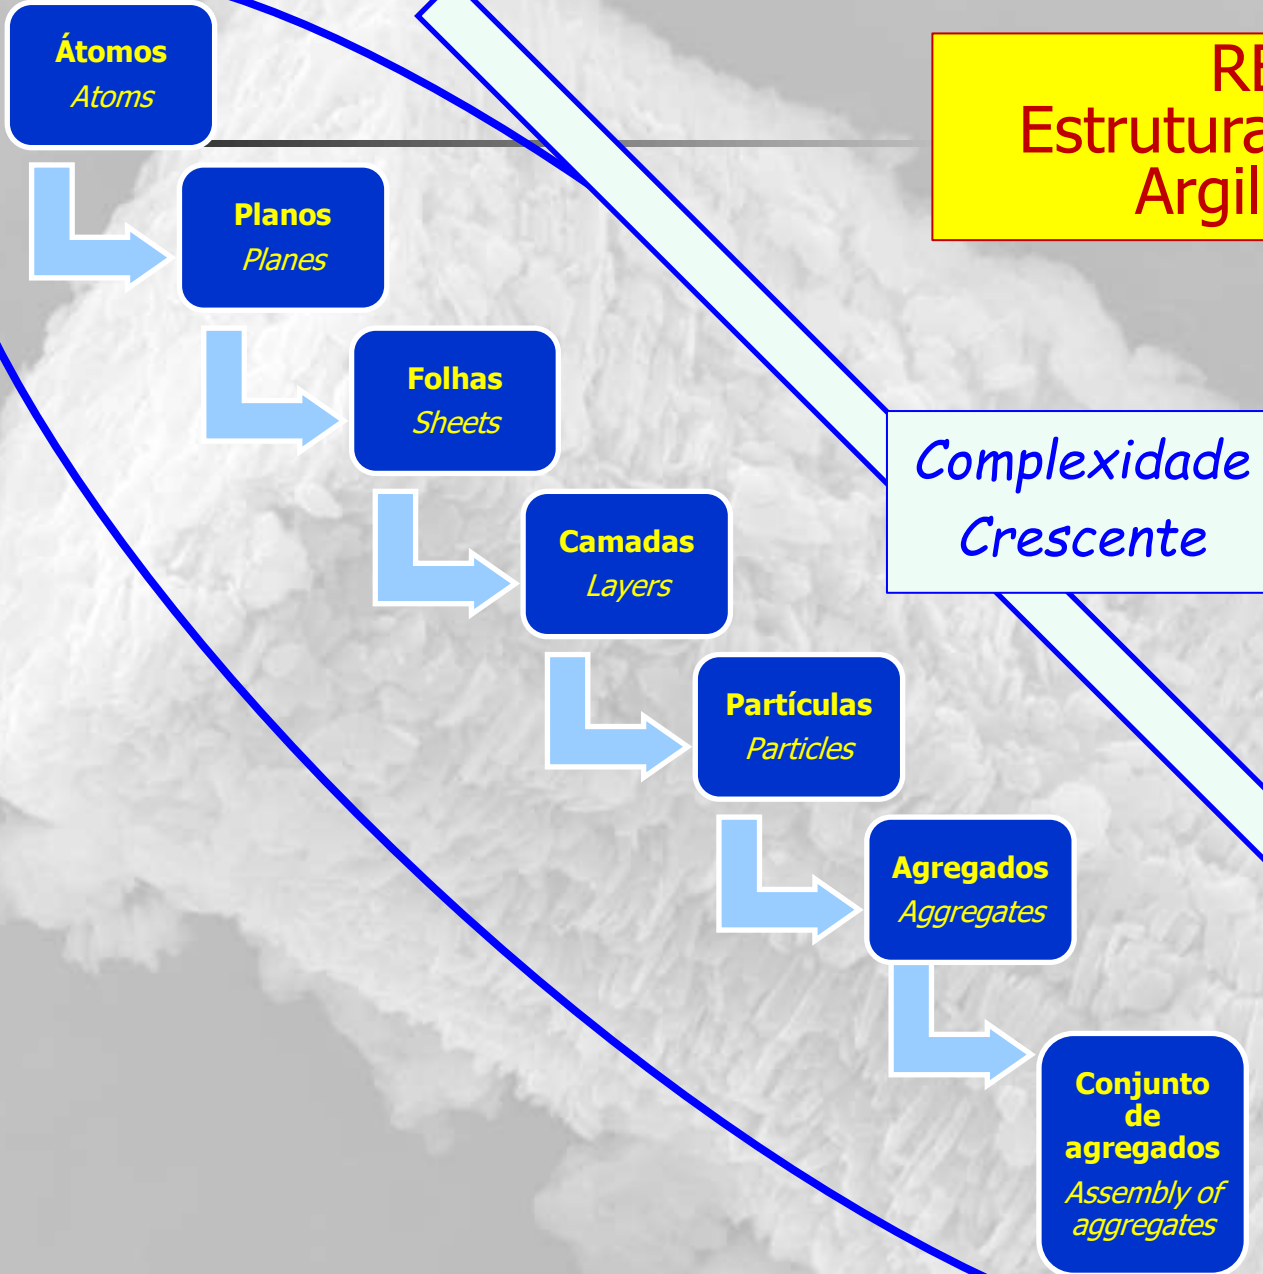 Átomos
Atoms
RE
Estrutura
Argil
Planos
Planes
Folhas
Sheets
Complexidade
Crescente
Camadas
Layers
Partículas
Particles
Agregados
Aggregates
Conjunto
de
agregados
Assembly of
aggregates